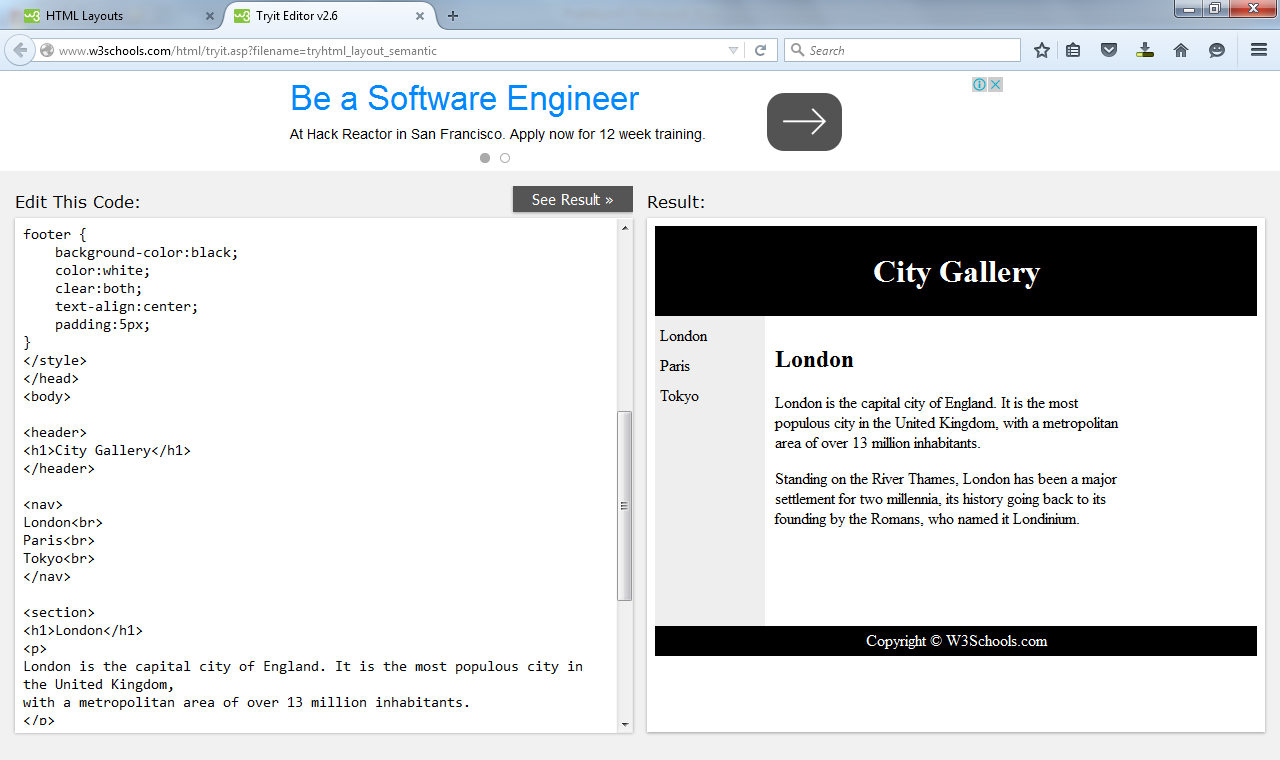 HTML Layouts
Tryit Editor v2.6
www.w3schools.com/html/tryit.asp?filename=tryhtml_layout_semantic
Search
Be a Software Engineer
At Hack Reactor in San Francisco. Apply now for 12 week training.
Edit This Code:
See Result »
footer {
    background-color:black;
    color:white;
    clear:both;
    text-align:center;
    padding:5px;
}
</style>
</head>
<body>
<header>
<h1>City Gallery</h1>
</header>
<nav>
London<br>
Paris<br>
Tokyo<br>
</nav>
<section>
<h1>London</h1>
<p>
London is the capital city of England. It is the most populous city in
the United Kingdom,
with a metropolitan area of over 13 million inhabitants.
</p>
Result:
City Gallery
London
Paris
Tokyo
London
London is the capital city of England. It is the most
populous city in the United Kingdom, with a metropolitan
area of over 13 million inhabitants.
Standing on the River Thames, London has been a major
settlement for two millennia, its history going back to its
founding by the Romans, who named it Londinium.
Copyright © W3Schools.com